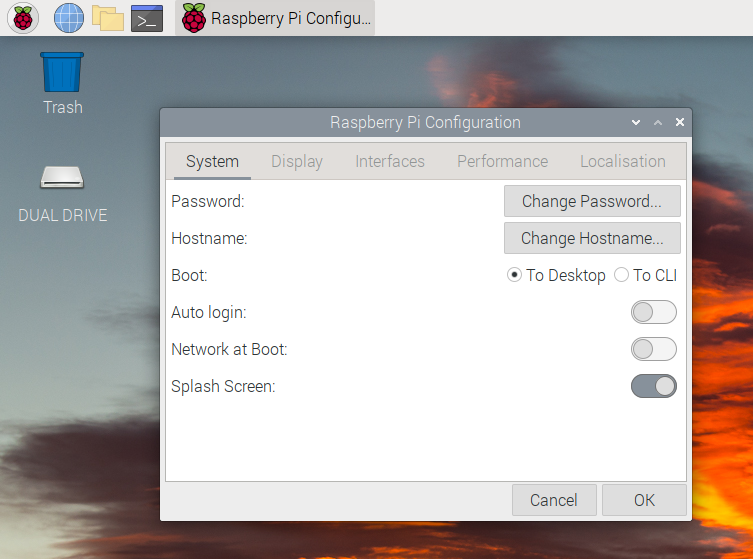 Raspberry Pi Configu...
Trash
DUAL DRIVE
Raspberry Pi Configuration
System Display Interfaces Performance Localisation
Password: Change Password...
Hostname: Change Hostname...
Boot: To Desktop To CLI
Auto login:
Network at Boot:
Splash Screen:
Cancel OK